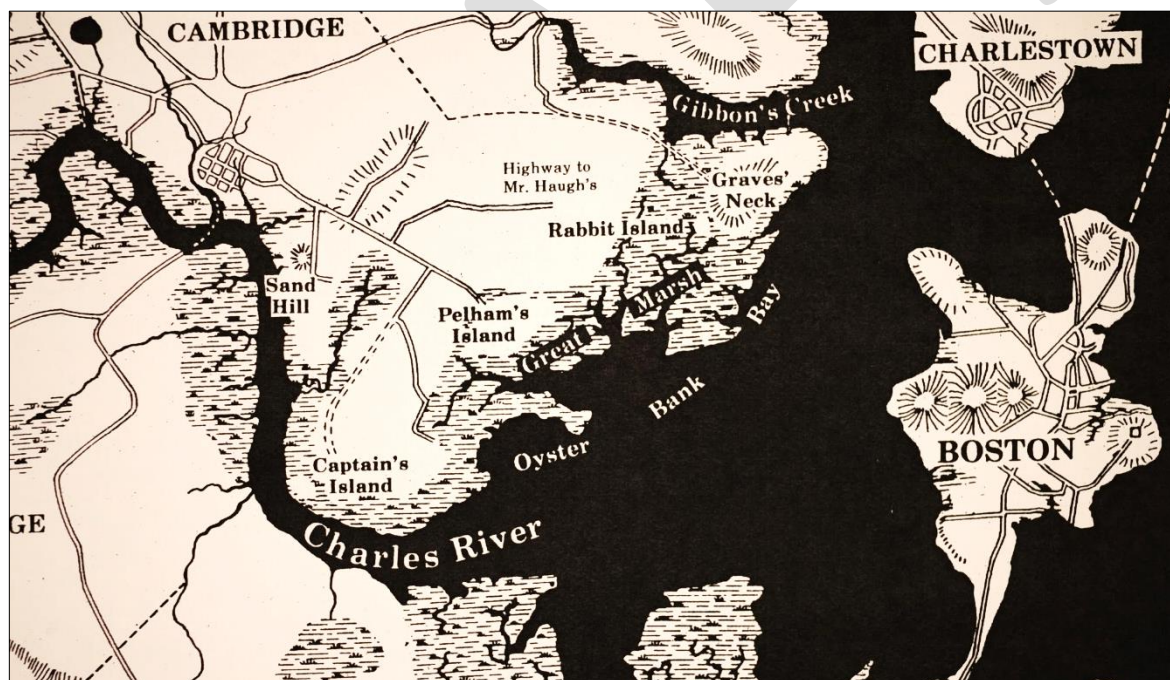 CAMBRIDGE
CHARLESTOWN
Gibbon's Creek
Highway to
Mr. Haugh's
Graves'
Neck
Rabbit Island
Sand
Hill
Pelham's
Island
Great Marsh
Oyster Bank Bay
BOSTON
Captain's
Island
GE
Charles River